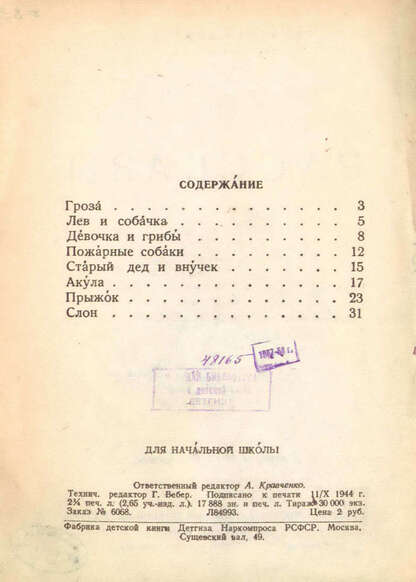 СОДЕРЖА́НИЕ
Гроза́ . . . . . . . . . . . . . . 3
Лев и соба́чка . . . . . . . . . . 5
Де́вочка и грибы́ . . . . . . . . . 8
Пожа́рные соба́ки . . . . . . . . . 12
Ста́рый дед и вну́чек . . . . . . . 15
Аку́ла . . . . . . . . . . . . . . 17
Прыжо́к . . . . . . . . . . . . . 23
Слон . . . . . . . . . . . . . . 31
49165
БИБЛИОТЕКА
ДЛЯ НАЧА́ЛЬНОЙ ШКО́ЛЫ
Ответственный редактор А. Кравченко.
Технич. редактор Г. Вебер. Подписано к печати 11/X 1944 г.
2¾ печ. л. (2,65 уч.-изд. л.). 17 888 зн. в печ. л. Тираж 30 000 экз.
Заказ № 6068. Л84993. Цена 2 руб.
Фабрика детской книги Детгиза Наркомпроса РСФСР. Москва,
Сущевский вал, 49.